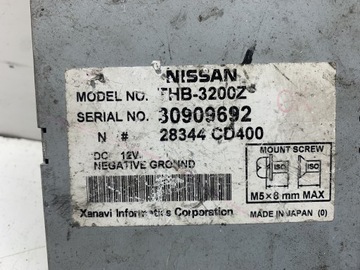 NISSAN
MODEL NO. THB-3200Z
SERIAL NO. 30909692
N # 28344 CD400
DC 12V
NEGATIVE GROUND
MOUNT SCREW
ISO ISO
M5×8 mm MAX
Xanavi Informatics Corporation
MADE IN JAPAN (0)